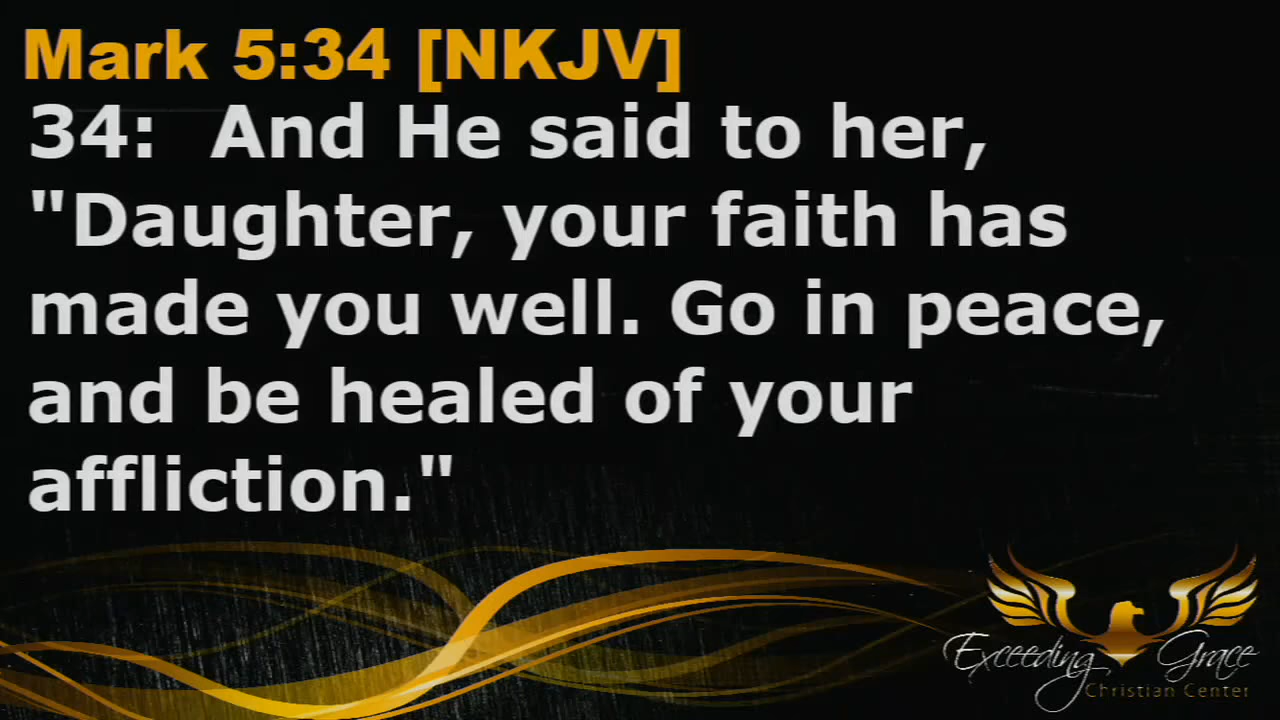 Mark 5:34 [NKJV]
34: And He said to her,
"Daughter, your faith has
made you well. Go in peace,
and be healed of your
affliction."
Exceeding Grace
Christian Center